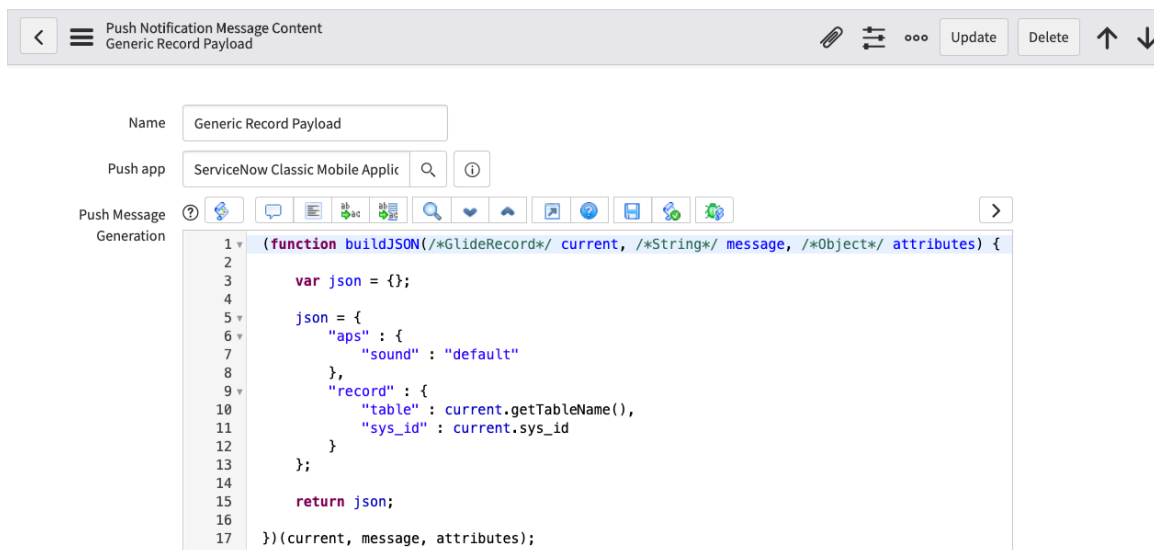 Push Notification Message Content
Generic Record Payload
Update
Delete
Name
Generic Record Payload
Push app
ServiceNow Classic Mobile Applic
Push Message
Generation
1 (function buildJSON(/*GlideRecord*/ current, /*String*/ message, /*Object*/ attributes) {
2
3     var json = {};
4
5     json = {
6         "aps" : {
7             "sound" : "default"
8         },
9         "record" : {
10             "table" : current.getTableName(),
11             "sys_id" : current.sys_id
12         }
13     };
14
15     return json;
16
17 })(current, message, attributes);